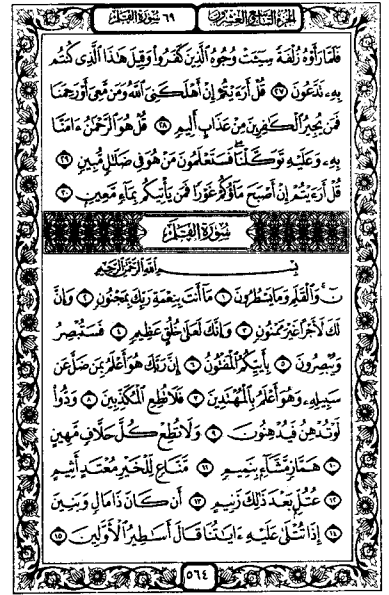 الجزء التاسع والعشرون ٦٩ سورة القلم
فَلَمَّا رَأَوْهُ زُلْفَةً سِيٓـَٔتْ وُجُوهُ ٱلَّذِينَ كَفَرُوا۟ وَقِيلَ هَٰذَا ٱلَّذِى كُنتُم
بِهِۦ تَدَّعُونَ ٢٧ قُلْ أَرَءَيْتُمْ إِنْ أَهْلَكَنِىَ ٱللَّهُ وَمَن مَّعِىَ أَوْ رَحِمَنَا
فَمَن يُجِيرُ ٱلْكَٰفِرِينَ مِنْ عَذَابٍ أَلِيمٍ ٢٨ قُلْ هُوَ ٱلرَّحْمَٰنُ ءَامَنَّا
بِهِۦ وَعَلَيْهِ تَوَكَّلْنَا ۖ فَسَتَعْلَمُونَ مَنْ هُوَ فِى ضَلَٰلٍ مُّبِينٍ ٢٩
قُلْ أَرَءَيْتُمْ إِنْ أَصْبَحَ مَآؤُكُمْ غَوْرًا فَمَن يَأْتِيكُم بِمَآءٍ مَّعِينٍۭ ٣٠
سورة القلم
بِسْمِ ٱللَّهِ ٱلرَّحْمَٰنِ ٱلرَّحِيمِ
نٓ ۚ وَٱلْقَلَمِ وَمَا يَسْطُرُونَ ١ مَآ أَنتَ بِنِعْمَةِ رَبِّكَ بِمَجْنُونٍ ٢ وَإِنَّ
لَكَ لَأَجْرًا غَيْرَ مَمْنُونٍ ٣ وَإِنَّكَ لَعَلَىٰ خُلُقٍ عَظِيمٍ ٤ فَسَتُبْصِرُ
وَيُبْصِرُونَ ٥ بِأَييِّكُمُ ٱلْمَفْتُونُ ٦ إِنَّ رَبَّكَ هُوَ أَعْلَمُ بِمَن ضَلَّ عَن
سَبِيلِهِۦ وَهُوَ أَعْلَمُ بِٱلْمُهْتَدِينَ ٧ فَلَا تُطِعِ ٱلْمُكَذِّبِينَ ٨ وَدُّوا۟
لَوْ تُدْهِنُ فَيُدْهِنُونَ ٩ وَلَا تُطِعْ كُلَّ حَلَّافٍ مَّهِينٍ
١٠ هَمَّازٍ مَّشَّآءٍۭ بِنَمِيمٍ ١١ مَّنَّاعٍ لِّلْخَيْرِ مُعْتَدٍ أَثِيمٍ
١٢ عُتُلٍّۭ بَعْدَ ذَٰلِكَ زَنِيمٍ ١٣ أَن كَانَ ذَا مَالٍ وَبَنِينَ
١٤ إِذَا تُتْلَىٰ عَلَيْهِ ءَايَٰتُنَا قَالَ أَسَٰطِيرُ ٱلْأَوَّلِينَ ١٥
٥٦٤